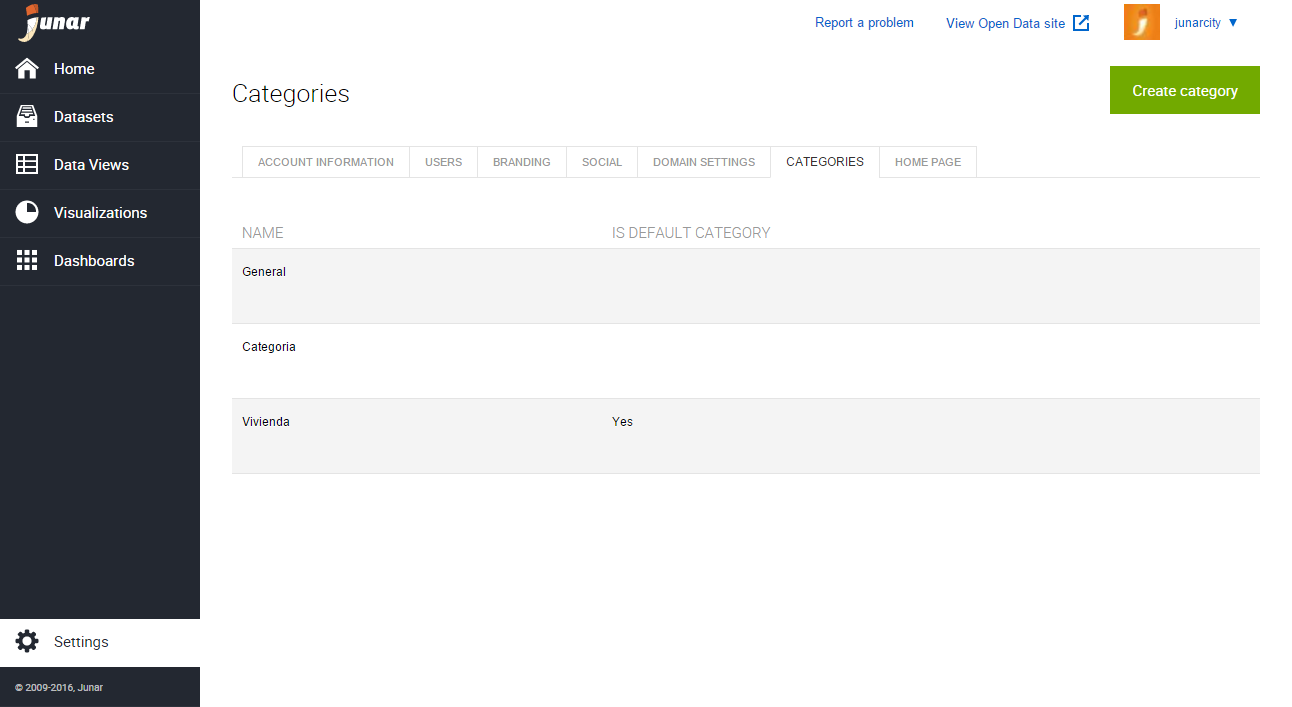 junar
Report a problem
View Open Data site
junarcity ▼
Home
Datasets
Data Views
Visualizations
Dashboards
Categories
Create category
ACCOUNT INFORMATION
USERS
BRANDING
SOCIAL
DOMAIN SETTINGS
CATEGORIES
HOME PAGE
NAME
IS DEFAULT CATEGORY
General
Categoria
Vivienda
Yes
Settings
© 2009-2016, Junar